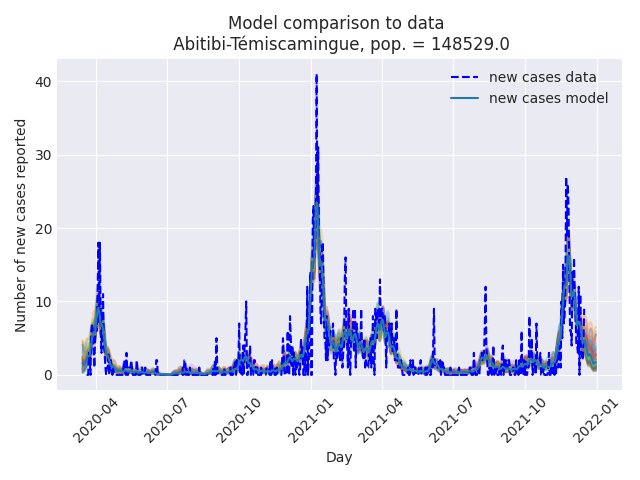 Model comparison to data
Abitibi-Témiscamingue, pop. = 148529.0
new cases data
new cases model
Number of new cases reported
40
30
20
10
0
2020-04
2020-07
2020-10
2021-01
2021-04
2021-07
2021-10
2022-01
Day